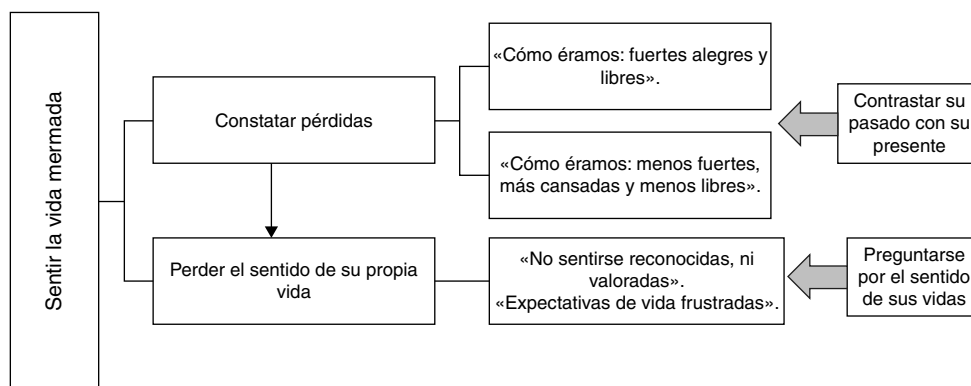 Sentir la vida mermada
Constatar pérdidas
«Cómo éramos: fuertes alegres y
libres».
«Cómo éramos: menos fuertes,
más cansadas y menos libres».
Contrastar su
pasado con su
presente
Perder el sentido de su propia
vida
«No sentirse reconocidas, ni
valoradas».
«Expectativas de vida frustradas».
Preguntarse
por el sentido
de sus vidas